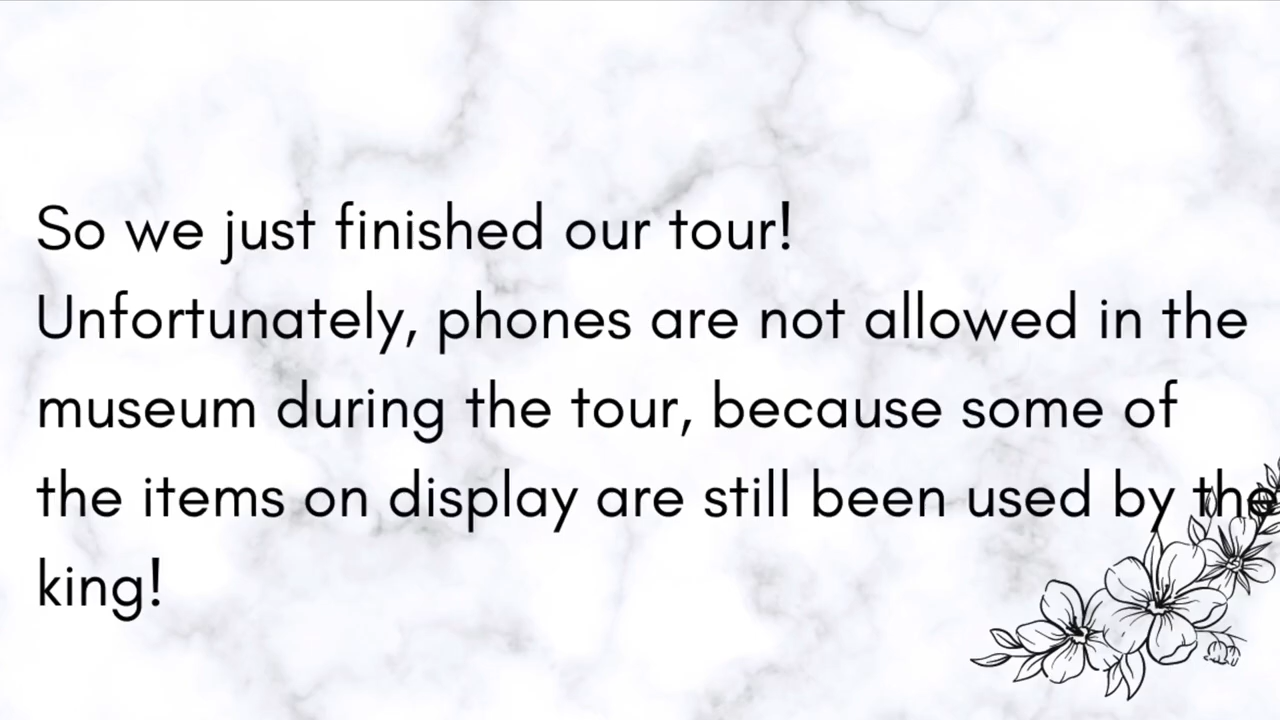 So we just finished our tour!
Unfortunately, phones are not allowed in the
museum during the tour, because some of
the items on display are still been used by the
king!